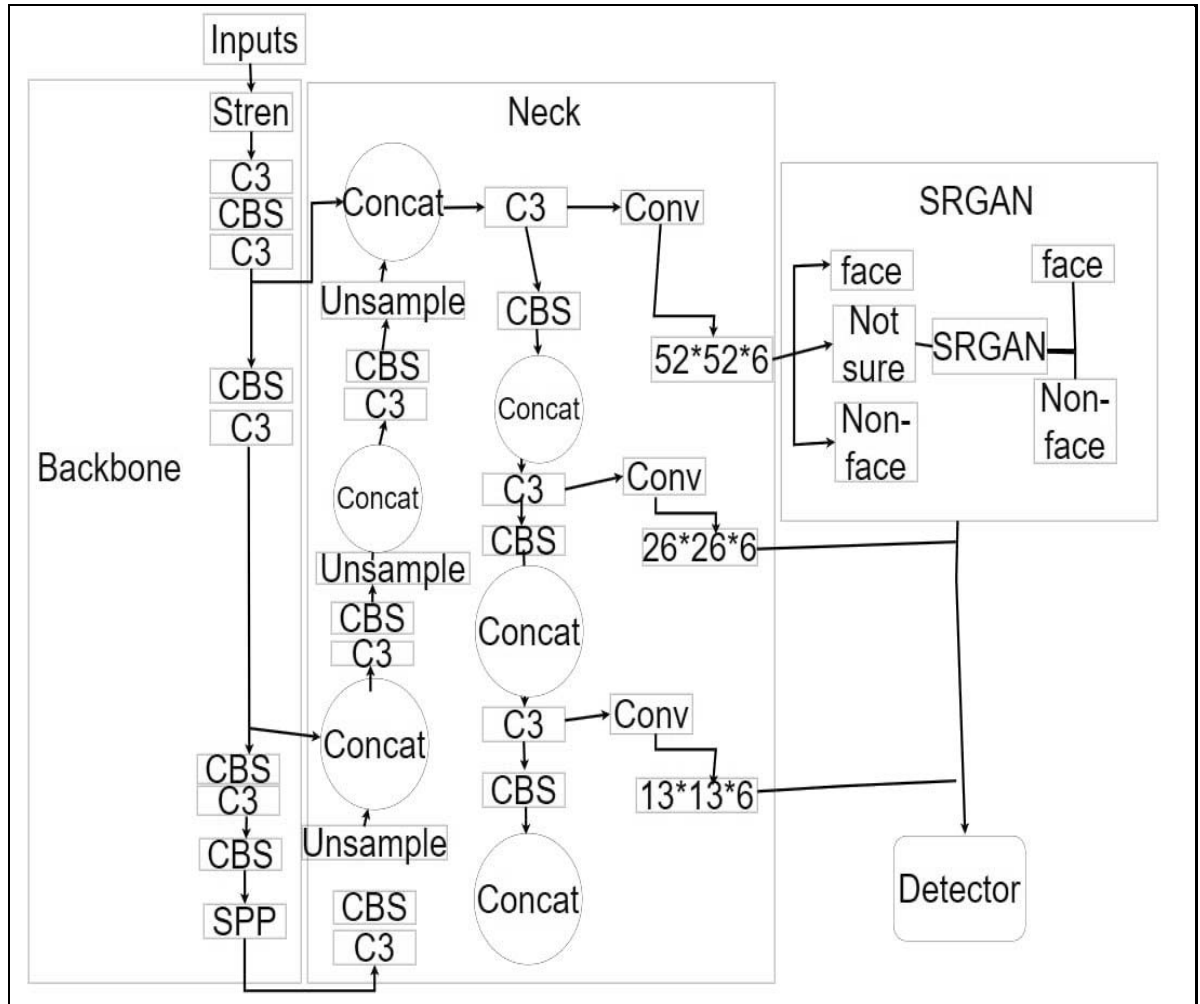 Inputs
Backbone
Stren
C3
CBS
C3
CBS
C3
CBS
C3
CBS
SPP
Neck
Concat
Unsample
CBS
C3
Concat
Unsample
CBS
C3
Concat
Unsample
CBS
C3
C3
Conv
CBS
52*52*6
Concat
C3
Conv
CBS
26*26*6
Concat
C3
Conv
CBS
13*13*6
Concat
SRGAN
face
Not
sure
Non-
face
SRGAN
face
Non-
face
Detector